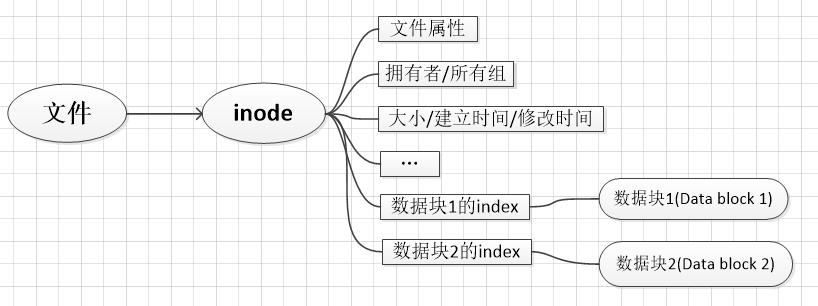 文件
inode
文件属性
拥有者/所有组
大小/建立时间/修改时间
…
数据块1的index
数据块2的index
数据块1(Data block 1)
数据块2(Data block 2)